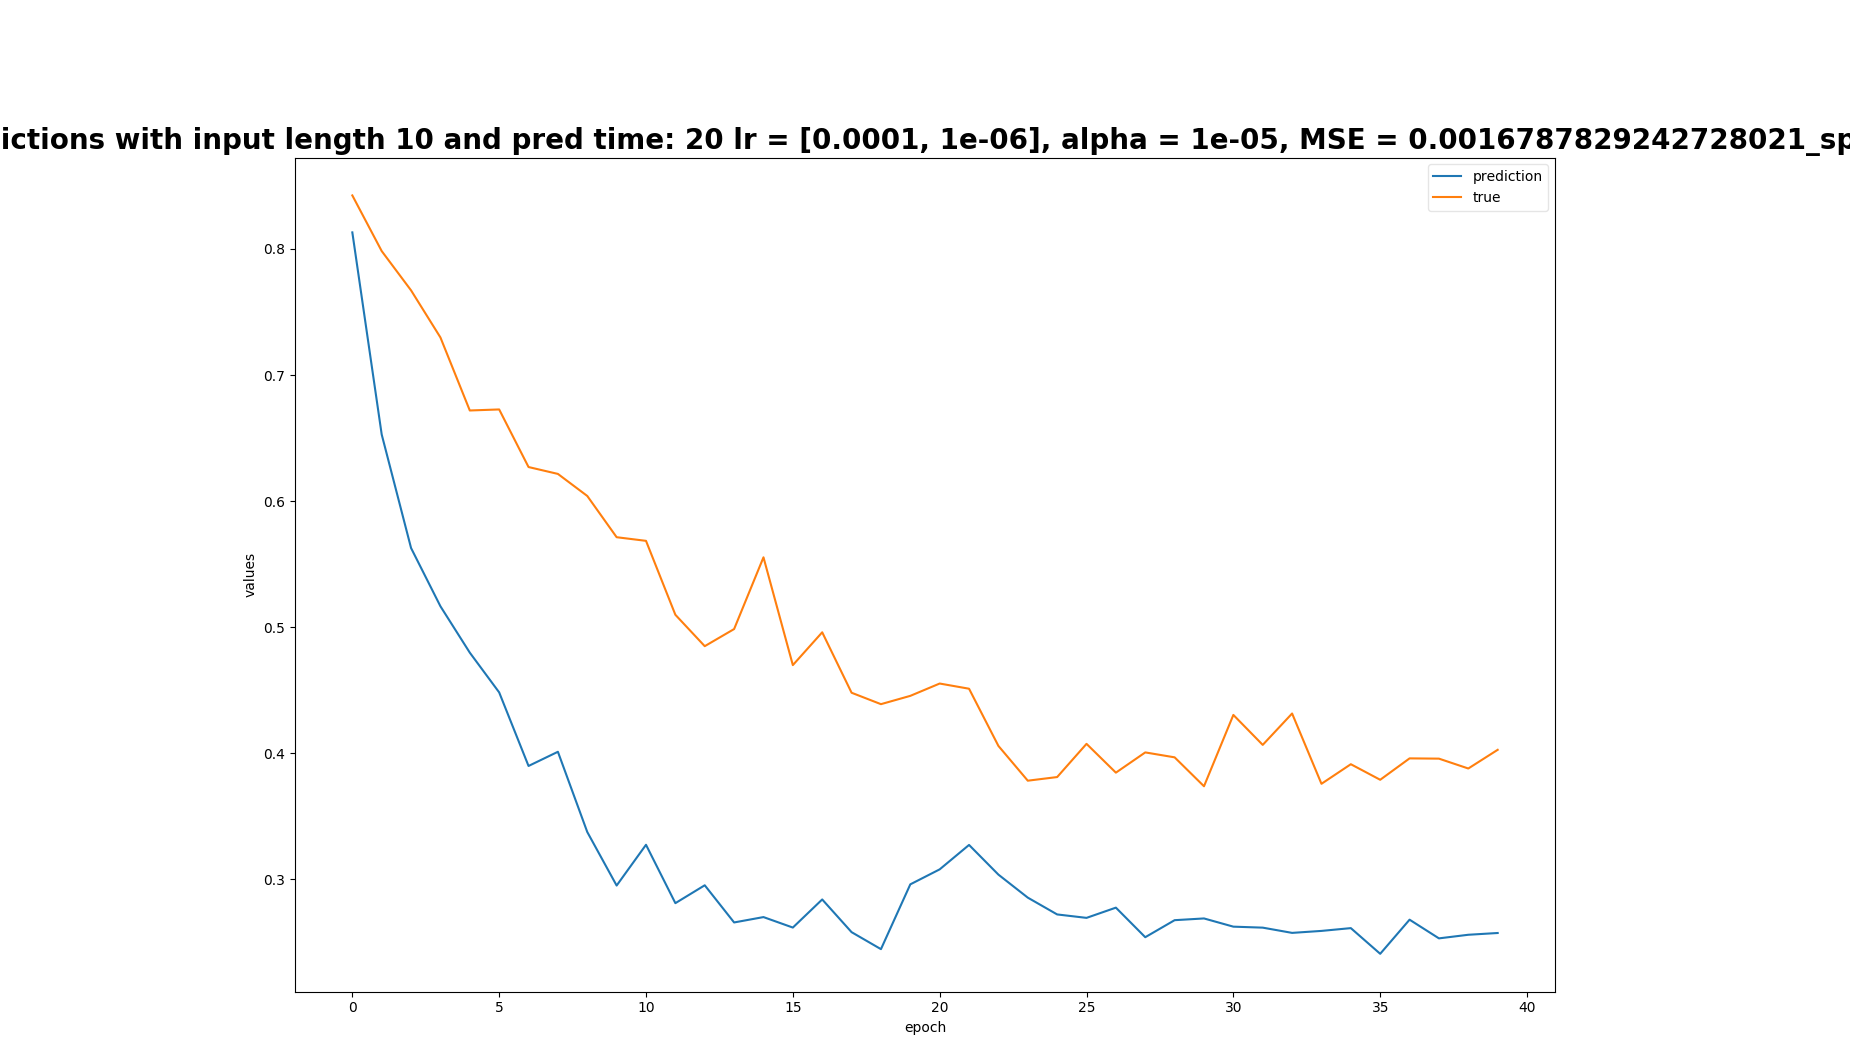 ictions with input length 10 and pred time: 20 lr = [0.0001, 1e-06], alpha = 1e-05, MSE = 0.0016787829242728021_sp
prediction
true
0.8
0.7
0.6
0.5
0.4
0.3
values
0 5 10 15 20 25 30 35 40
epoch